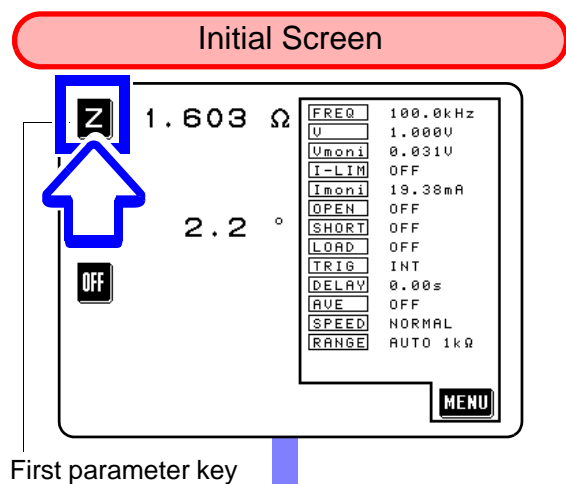 Initial Screen
Z 1.603 Ω
2.2 °
OFF
FREQ 100.0kHz
V 1.000V
Vmoni 0.031V
I-LIM OFF
Imoni 19.38mA
OPEN OFF
SHORT OFF
LOAD OFF
TRIG INT
DELAY 0.00s
AVE OFF
SPEED NORMAL
RANGE AUTO 1kΩ
MENU
First parameter key